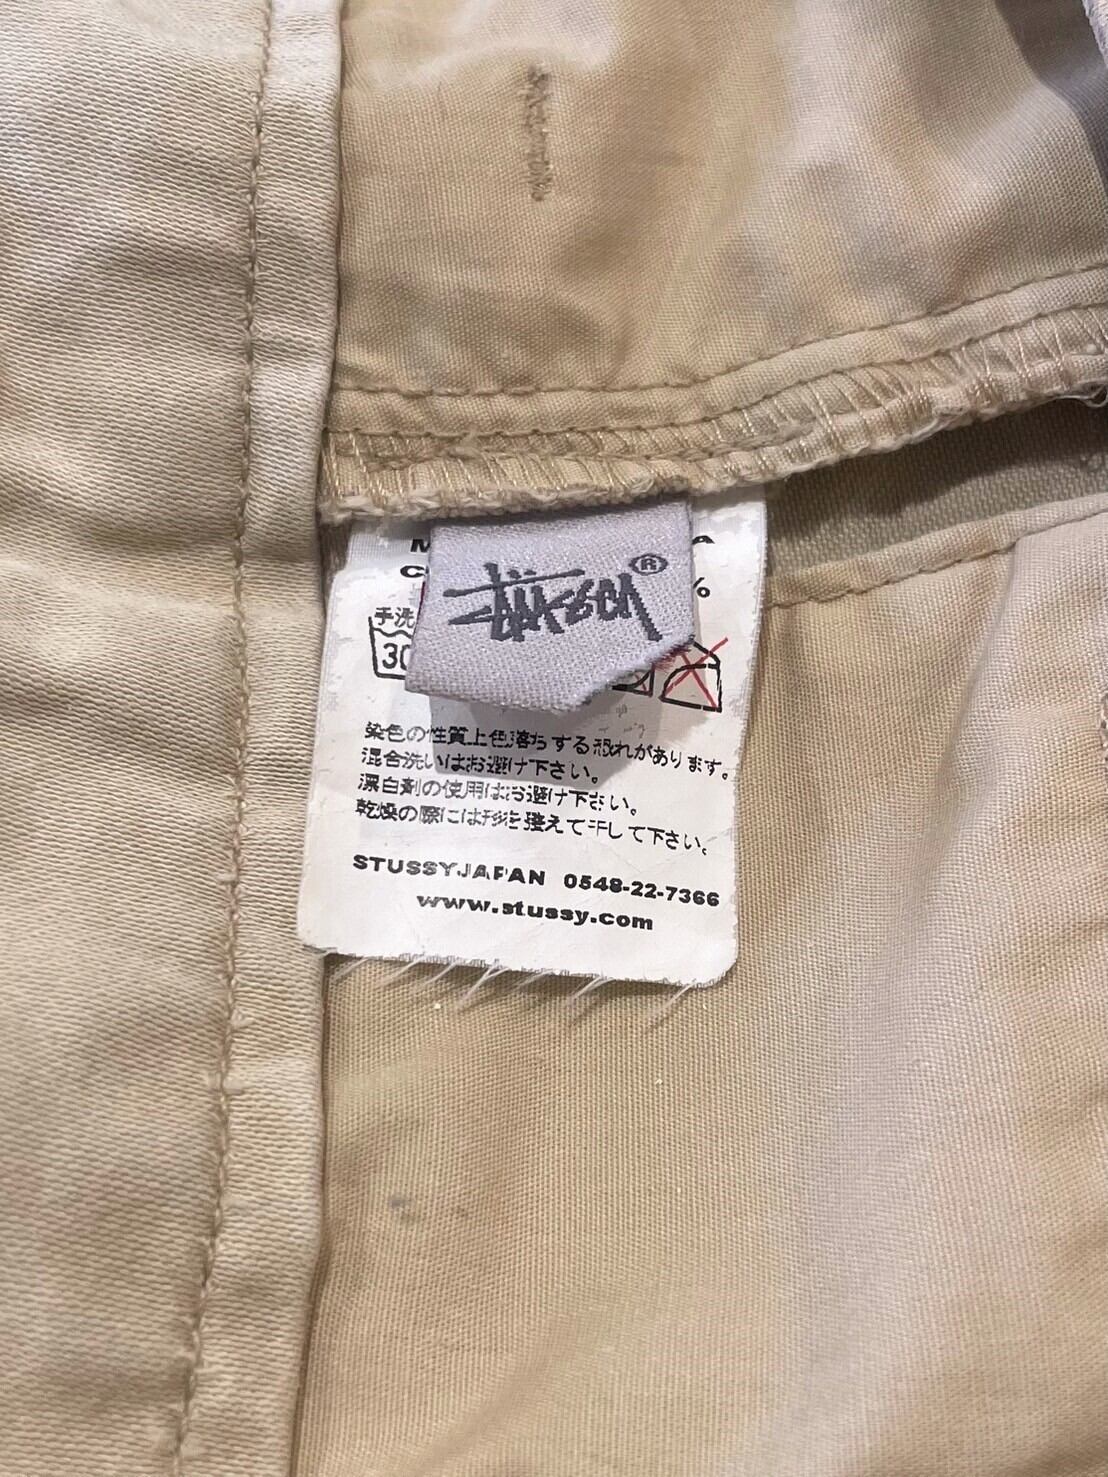 Stüssy®
%
手洗
30
染色の性質上色落ちする恐れがあります。
混合洗いはお避け下さい。
漂白剤の使用はお避け下さい。
乾燥の際には形を整えて干して下さい。
STUSSYJAPAN 0548-22-7366
www.stussy.com